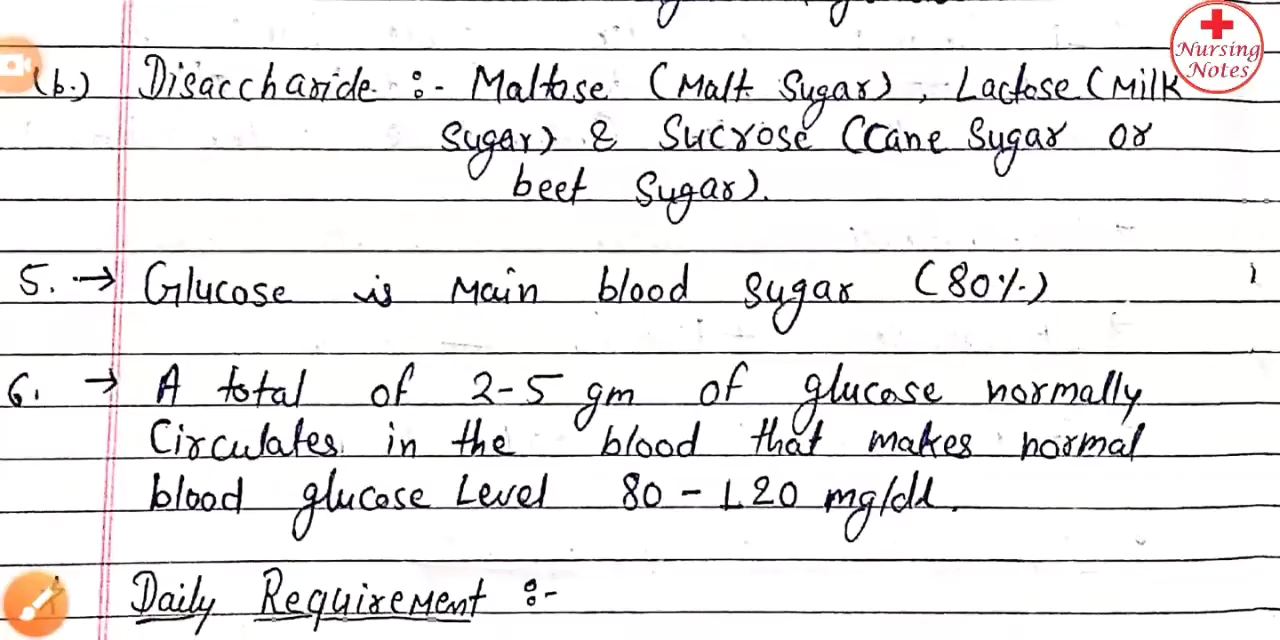 Nursing
Notes
(b.) Disaccharide :- Maltose (Malt Sugar), Lactose (Milk
Sugar) & Sucrose (Cane Sugar or
beet Sugar).
5. → Glucose is Main blood Sugar (80%)
6. → A total of 2-5 gm of glucose normally
Circulates in the blood that makes normal
blood glucose Level 80 - 120 mg/dl.
Daily Requirement :-